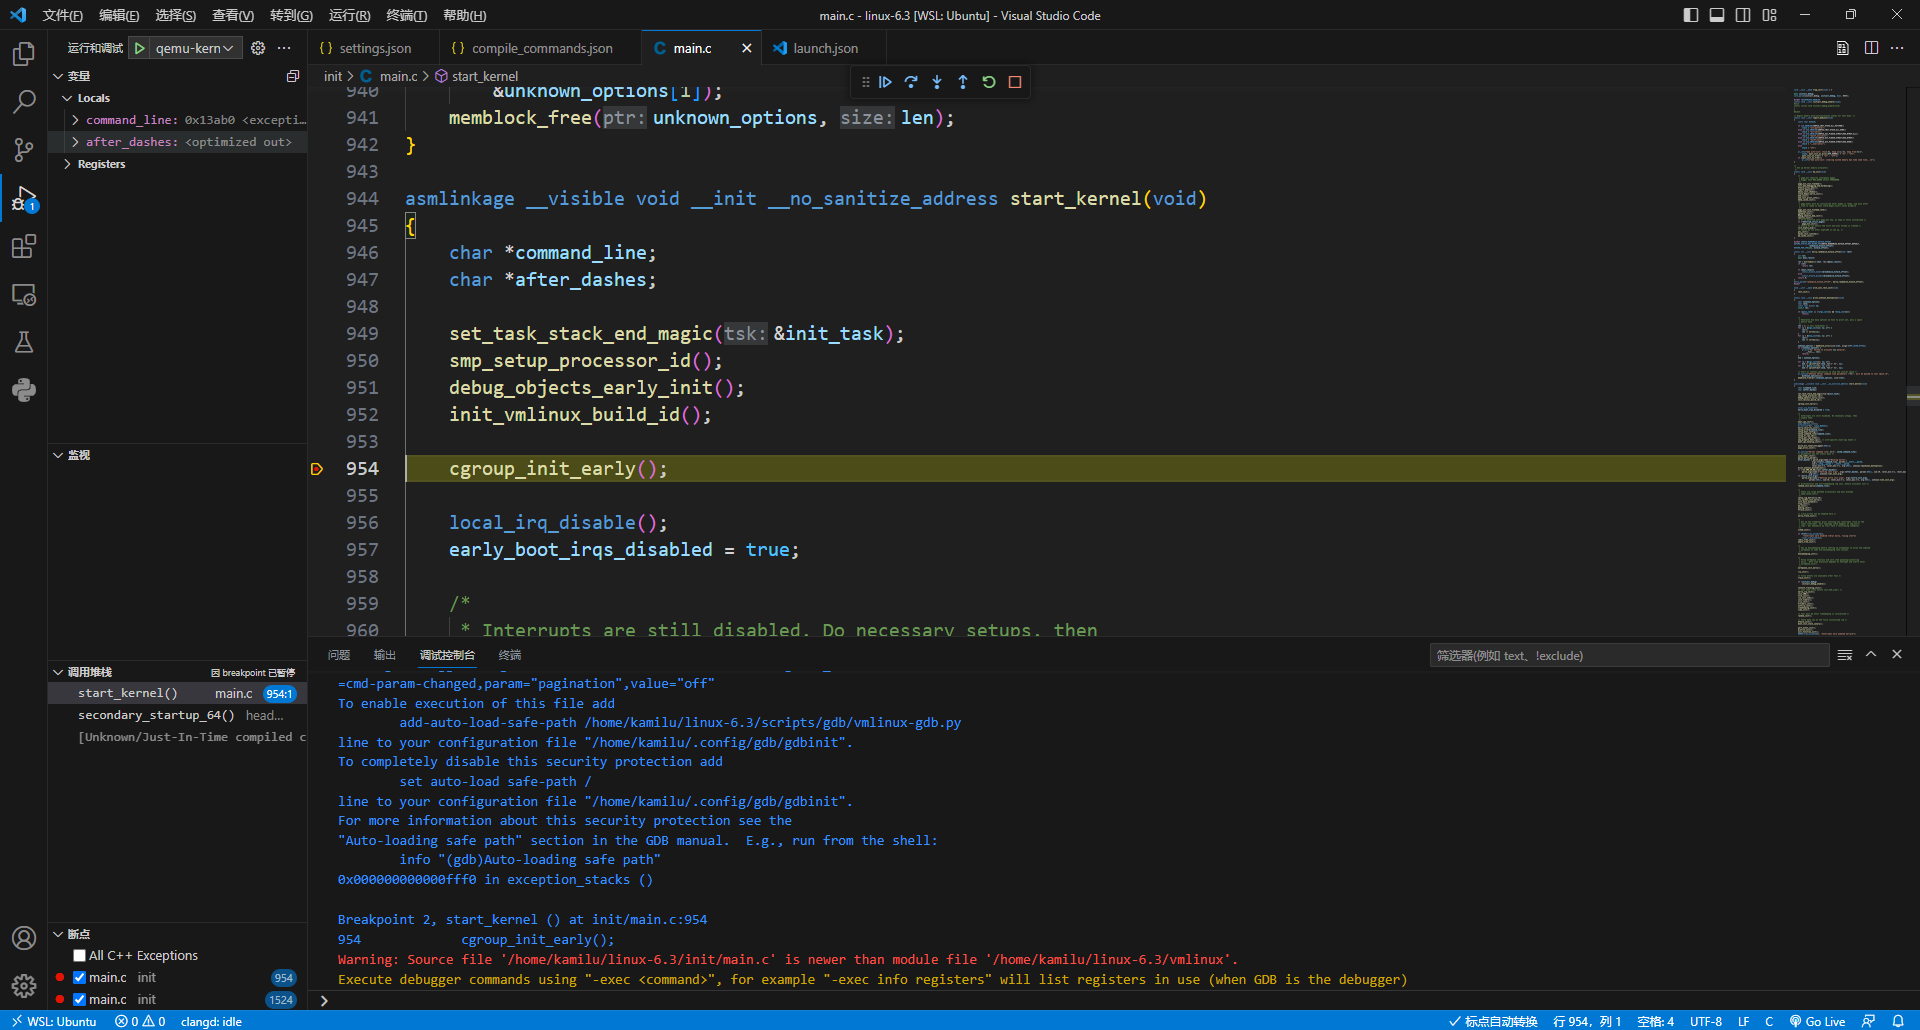 文件(F) 编辑(E) 选择(S) 查看(V) 转到(G) 运行(R) 终端(T) 帮助(H)
main.c - linux-6.3 [WSL: Ubuntu] - Visual Studio Code
运行和调试 qemu-kern
{} settings.json {} compile_commands.json C main.c launch.json
变量
Locals
command_line: 0x13ab0 <excepti...
after_dashes: <optimized out>
Registers
init > C main.c > start_kernel
940 &unknown_options[1]);
941 memblock_free(ptr: unknown_options, size: len);
942 }
943
944 asmlinkage __visible void __init __no_sanitize_address start_kernel(void)
945 {
946 char *command_line;
947 char *after_dashes;
948
949 set_task_stack_end_magic(tsk: &init_task);
950 smp_setup_processor_id();
951 debug_objects_early_init();
952 init_vmlinux_build_id();
953
954 cgroup_init_early();
955
956 local_irq_disable();
957 early_boot_irqs_disabled = true;
958
959 /*
960 * Interrupts are still disabled. Do necessary setups, then
监视
调用堆栈 因 breakpoint 已暂停
start_kernel() main.c 954:1
secondary_startup_64() head...
[Unknown/Just-In-Time compiled c
断点
All C++ Exceptions
main.c init 954
main.c init 1524
问题 输出 调试控制台 终端
筛选器(例如 text、!exclude)
=cmd-param-changed,param="pagination",value="off"
To enable execution of this file add
add-auto-load-safe-path /home/kamilu/linux-6.3/scripts/gdb/vmlinux-gdb.py
line to your configuration file "/home/kamilu/.config/gdb/gdbinit".
To completely disable this security protection add
set auto-load safe-path /
line to your configuration file "/home/kamilu/.config/gdb/gdbinit".
For more information about this security protection see the
"Auto-loading safe path" section in the GDB manual.  E.g., run from the shell:
info "(gdb)Auto-loading safe path"
0x000000000000fff0 in exception_stacks ()
Breakpoint 2, start_kernel () at init/main.c:954
954 cgroup_init_early();
Warning: Source file '/home/kamilu/linux-6.3/init/main.c' is newer than module file '/home/kamilu/linux-6.3/vmlinux'.
Execute debugger commands using "-exec <command>", for example "-exec info registers" will list registers in use (when GDB is the debugger)
>
1
WSL: Ubuntu 0 0 clangd: idle
标点自动转换 行 954，列 1 空格: 4 UTF-8 LF C Go Live